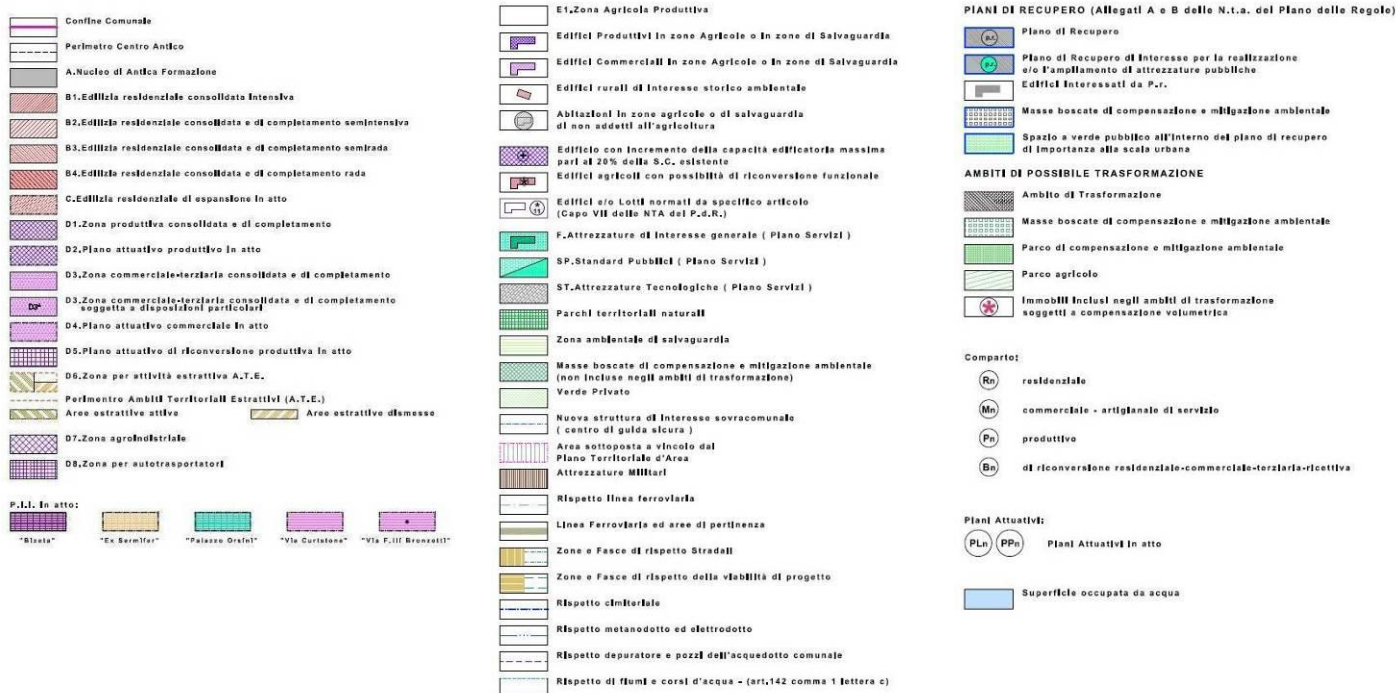 Confine Comunale
Perimetro Centro Antico
A.Nucleo di Antica Formazione
B1.Edilizia residenziale consolidata intensiva
B2.Edilizia residenziale consolidata e di completamento semintensiva
B3.Edilizia residenziale consolidata e di completamento semirada
B4.Edilizia residenziale consolidata e di completamento rada
C.Edilizia residenziale di espansione in atto
D1.Zona produttiva consolidata e di completamento
D2.Piano attuativo produttivo in atto
D3.Zona commerciale-terziaria consolidata e di completamento
D3.Zona commerciale-terziaria consolidata e di completamento
soggetta a disposizioni particolari
D4.Piano attuativo commerciale in atto
D5.Piano attuativo di riconversione produttiva in atto
D6.Zona per attività estrattiva A.T.E.
Perimentro Ambiti Territoriali Estrattivi (A.T.E.)
Aree estrattive attive
Aree estrattive dismesse
D7.Zona agroindustriale
D8.Zona per autotrasportatori
P.I.I. in atto:
"Bixata" "Ex Sermifer" "Palazzo Orsini" "Via Curtatone" "Via F.lli Bronzetti"
E1.Zona Agricola Produttiva
Edifici Produttivi in zone Agricole o in zone di Salvaguardia
Edifici Commerciali in zone Agricole o in zone di Salvaguardia
Edifici rurali di interesse storico ambientale
Abitazioni in zone agricole o di salvaguardia
di non addetti all'agricoltura
Edificio con incremento della capacità edificatoria massima
pari al 20% della S.C. esistente
Edifici agricoli con possibilità di riconversione funzionale
11
Edifici e/o Lotti normati da specifico articolo
(Capo VII delle NTA del P.d.R.)
F.Attrezzature di interesse generale ( Piano Servizi )
SP.Standard Pubblici ( Piano Servizi )
ST.Attrezzature Tecnologiche ( Piano Servizi )
Parchi territoriali naturali
Zona ambientale di salvaguardia
Masse boscate di compensazione e mitigazione ambientale
(non incluse negli ambiti di trasformazione)
Verde Privato
Nuova struttura di interesse sovracomunale
( centro di guida sicura )
Area sottoposta a vincolo dal
Piano Territoriale d'Area
Attrezzature Militari
Rispetto linea ferroviaria
Linea Ferroviaria ed aree di pertinenza
Zone e Fasce di rispetto Stradali
Zone e Fasce di rispetto della viabilità di progetto
Rispetto cimiteriale
Rispetto metanodotto ed elettrodotto
Rispetto depuratore e pozzi dell'acquedotto comunale
Rispetto di fiumi e corsi d'acqua - (art.142 comma 1 lettera c)
PIANI DI RECUPERO (Allegati A e B delle N.t.a. del Piano delle Regole)
p.r.
Piano di Recupero
p.r.
Piano di Recupero di interesse per la realizzazione
e/o l'ampliamento di attrezzature pubbliche
Edifici interessati da P.r.
Masse boscate di compensazione e mitigazione ambientale
Spazio a verde pubblico all'interno del piano di recupero
di importanza alla scala urbana
AMBITI DI POSSIBILE TRASFORMAZIONE
Ambito di Trasformazione
Masse boscate di compensazione e mitigazione ambientale
Parco di compensazione e mitigazione ambientale
Parco agricolo
Immobili inclusi negli ambiti di trasformazione
soggetti a compensazione volumetrica
Comparto:
Rn residenziale
Mn commerciale - artigianale di servizio
Pn produttivo
Bn di riconversione residenziale-commerciale-terziaria-ricettiva
Piani Attuativi:
PLn PPn Piani Attuativi in atto
Superficie occupata da acqua